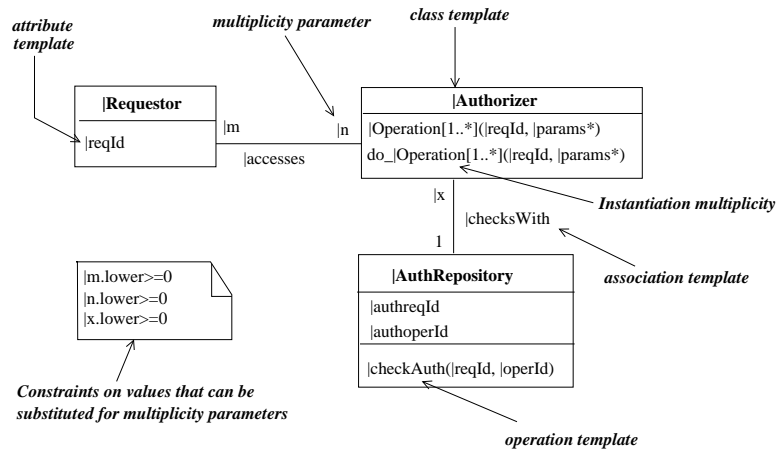 attribute
template
multiplicity parameter
class template
|Requestor
|reqId
|m
|n
|accesses
|Authorizer
|Operation[1..*](|reqId, |params*)
do_|Operation[1..*](|reqId, |params*)
|x
|checksWith
1
Instantiation multiplicity
association template
|AuthRepository
|authreqId
|authoperId
|checkAuth(|reqId, |operId)
operation template
|m.lower>=0
|n.lower>=0
|x.lower>=0
Constraints on values that can be
substituted for multiplicity parameters